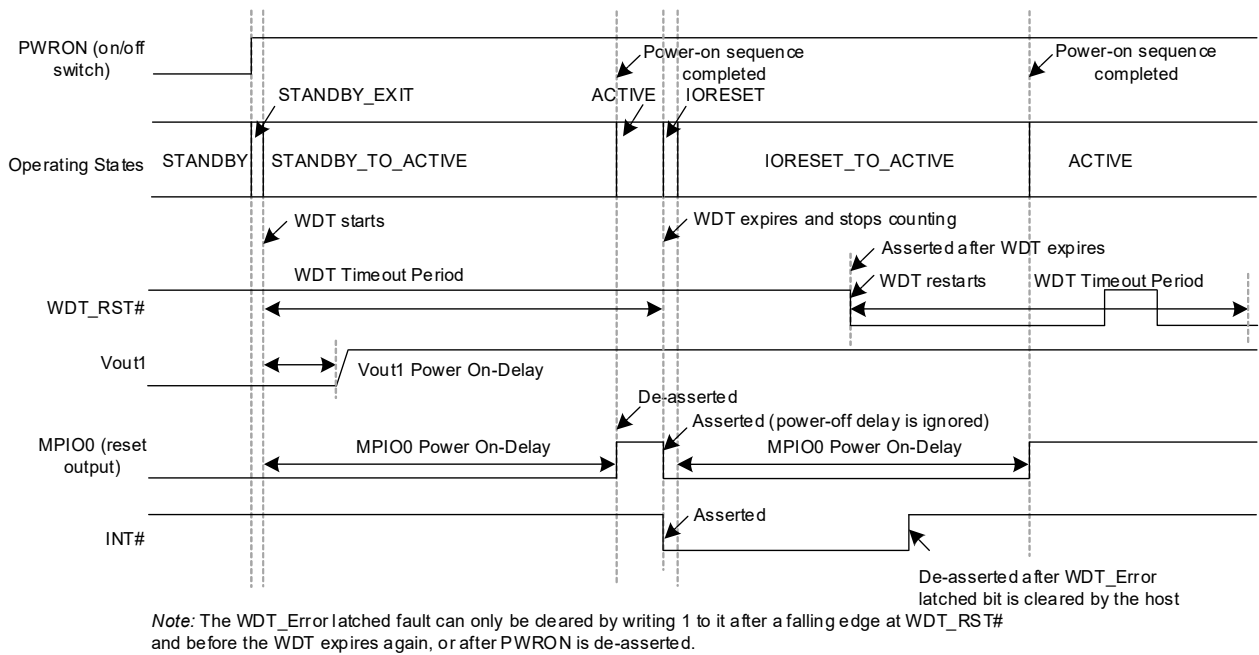 PWRON (on/off
switch)
Power-on sequence
completed
Power-on sequence
completed
STANDBY_EXIT
ACTIVE
IORESET
Operating States
STANDBY
STANDBY_TO_ACTIVE
IORESET_TO_ACTIVE
ACTIVE
WDT starts
WDT expires and stops counting
Asserted after WDT expires
WDT Timeout Period
WDT restarts
WDT Timeout Period
WDT_RST#
Vout1
Vout1 Power On-Delay
De-asserted
Asserted (power-off delay is ignored)
MPIO0 (reset
output)
MPIO0 Power On-Delay
MPIO0 Power On-Delay
Asserted
INT#
De-asserted after WDT_Error
latched bit is cleared by the host
Note: The WDT_Error latched fault can only be cleared by writing 1 to it after a falling edge at WDT_RST#
and before the WDT expires again, or after PWRON is de-asserted.